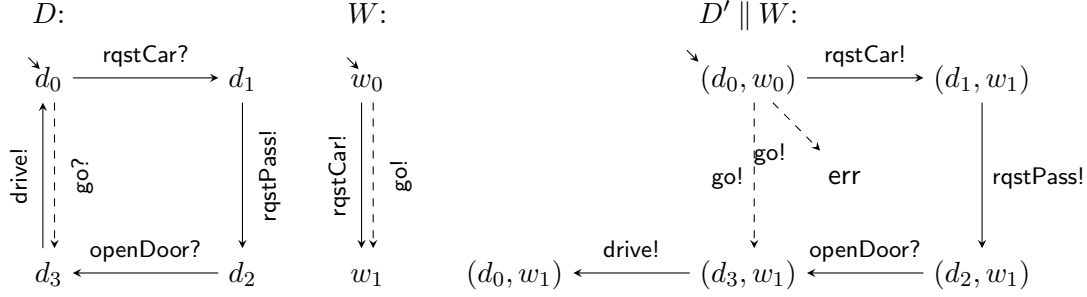 D: W: D′ ∥ W:
rqstCar? rqstCar!
d₀ d₁ w₀ (d₀, w₀) (d₁, w₁)
drive! go? rqstPass! rqstCar! go! go! go! err rqstPass!
openDoor? drive! openDoor?
d₃ d₂ w₁ (d₀, w₁) (d₃, w₁) (d₂, w₁)